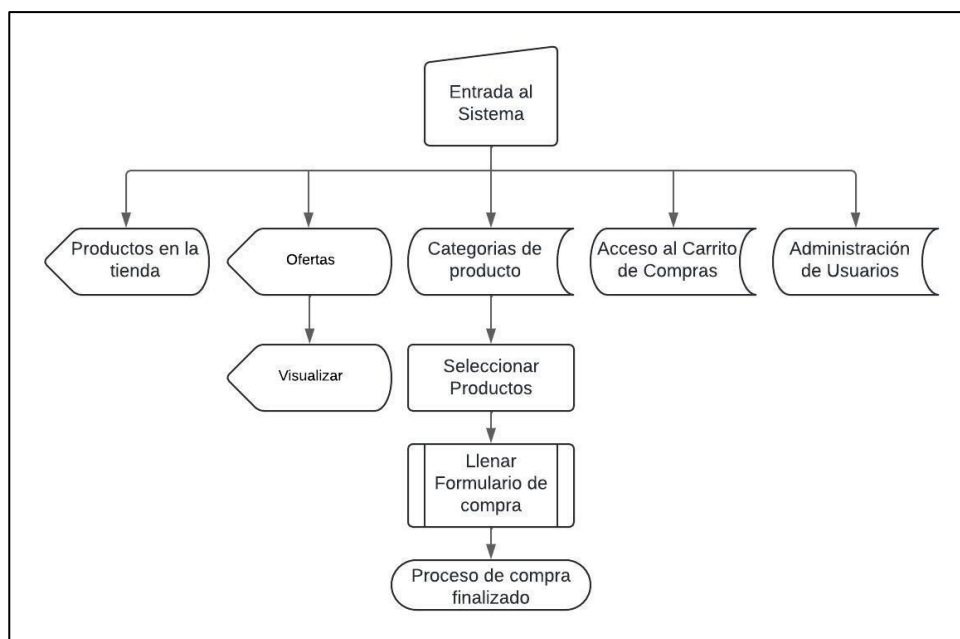 Entrada al
Sistema
Productos en la
tienda
Ofertas
Categorias de
producto
Acceso al Carrito
de Compras
Administración
de Usuarios
Visualizar
Seleccionar
Productos
Llenar
Formulario de
compra
Proceso de compra
finalizado